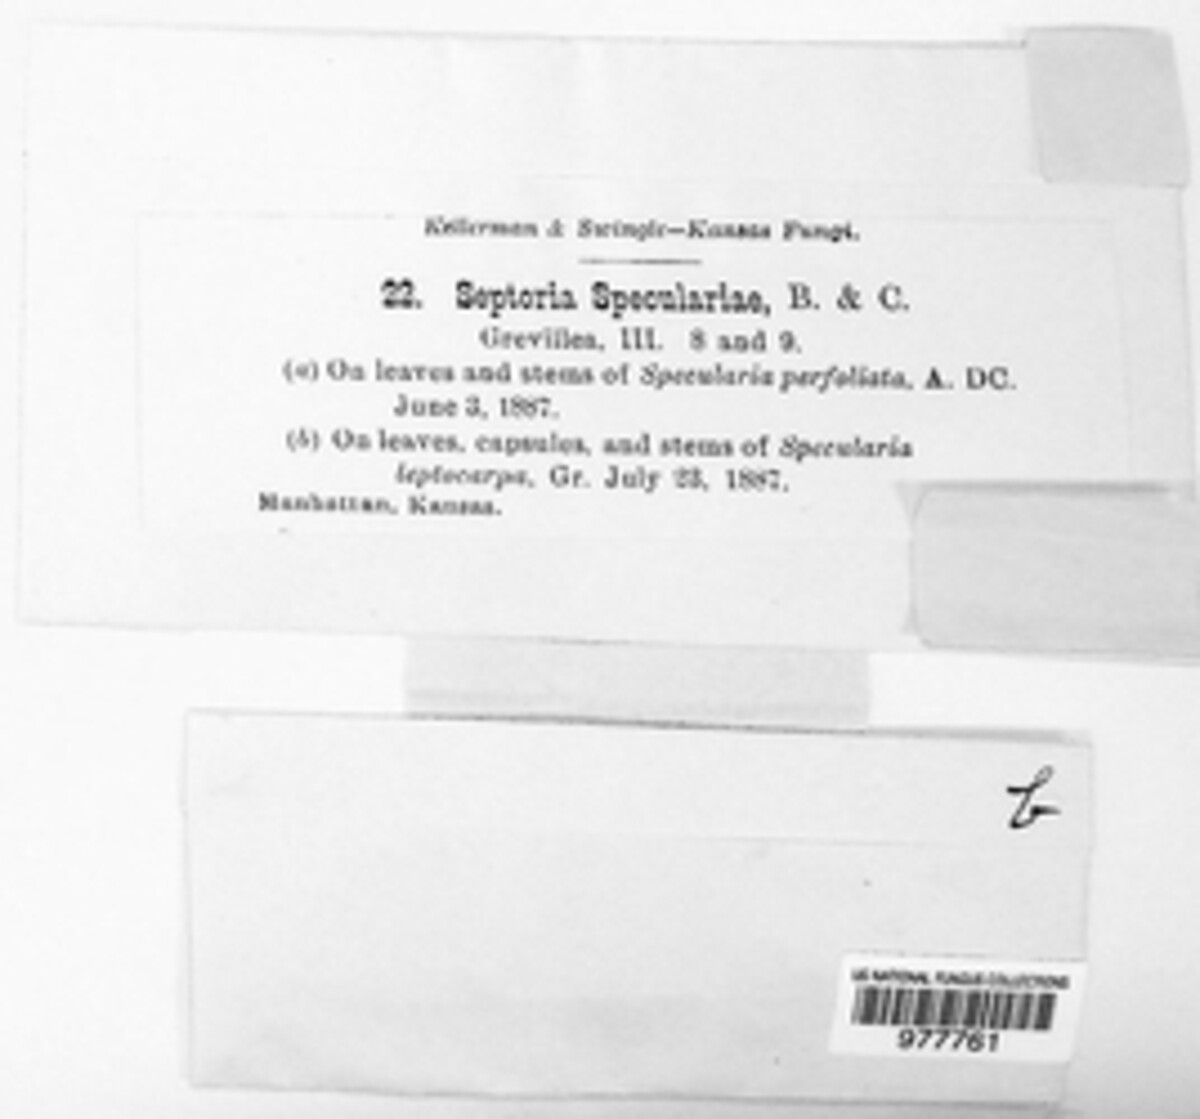 Kellerman & Swingle—Kansas Fungi.
22. Septoria Speculariae, B. & C.
Grevillea, III. 8 and 9.
(a) On leaves and stems of Specularia perfoliata, A. DC.
June 3, 1887.
(b) On leaves, capsules, and stems of Specularia
leptocarpa, Gr. July 23, 1887.
Manhattan, Kansas.
b
US NATIONAL FUNGUS COLLECTIONS
977761